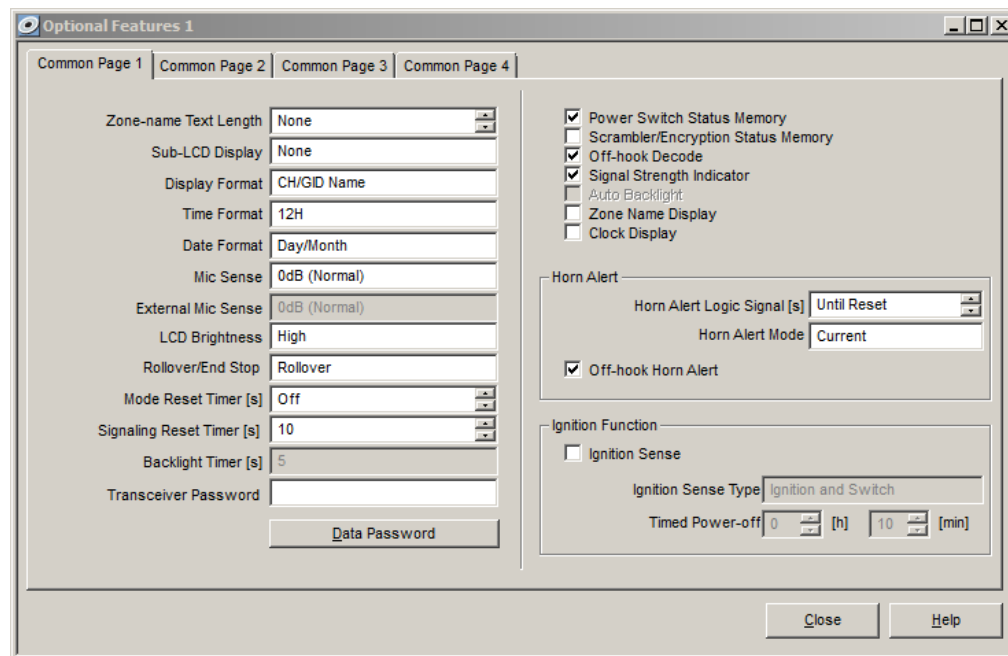 Optional Features 1
Common Page 1 Common Page 2 Common Page 3 Common Page 4
Zone-name Text Length None
Sub-LCD Display None
Display Format CH/GID Name
Time Format 12H
Date Format Day/Month
Mic Sense 0dB (Normal)
External Mic Sense 0dB (Normal)
LCD Brightness High
Rollover/End Stop Rollover
Mode Reset Timer [s] Off
Signaling Reset Timer [s] 10
Backlight Timer [s] 5
Transceiver Password
Data Password
Power Switch Status Memory
Scrambler/Encryption Status Memory
Off-hook Decode
Signal Strength Indicator
Auto Backlight
Zone Name Display
Clock Display
Horn Alert
Horn Alert Logic Signal [s] Until Reset
Horn Alert Mode Current
Off-hook Horn Alert
Ignition Function
Ignition Sense
Ignition Sense Type Ignition and Switch
Timed Power-off 0 [h] 10 [min]
Close Help